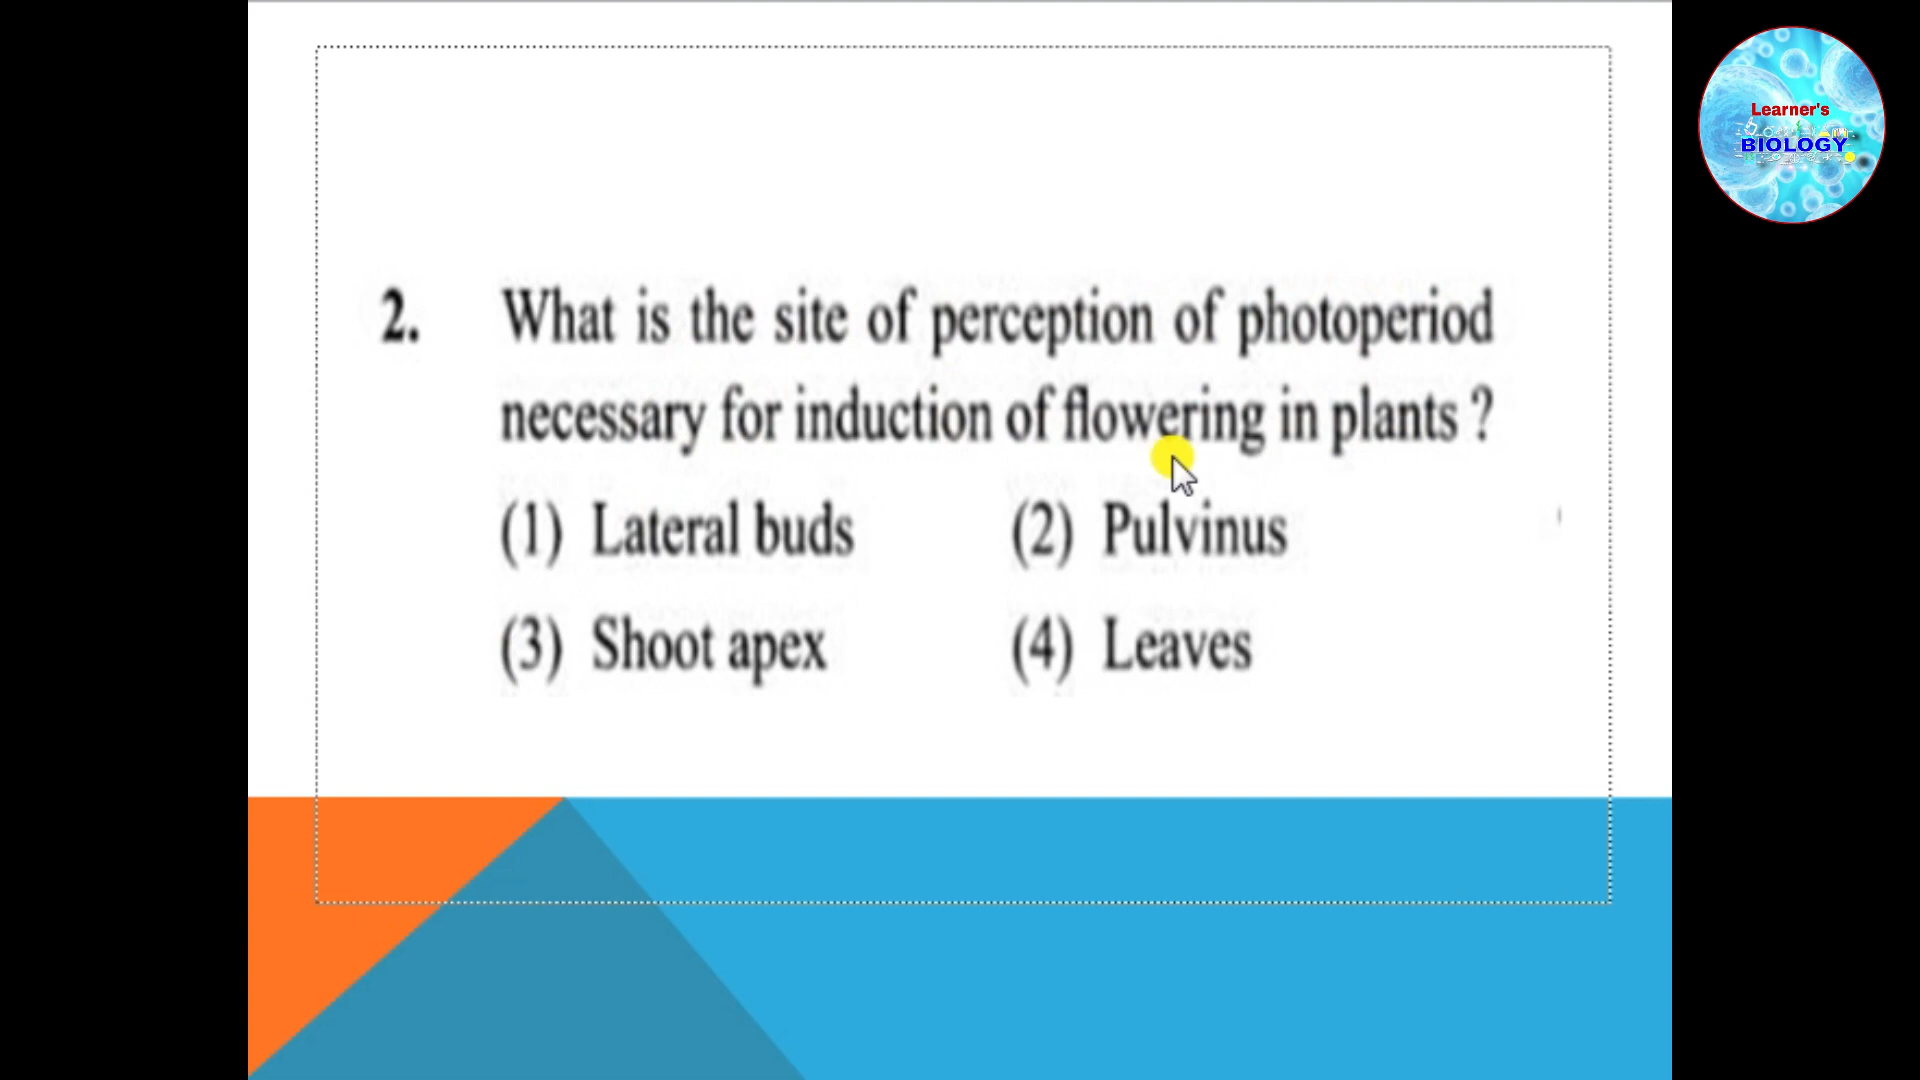 Learner's
BIOLOGY
2. What is the site of perception of photoperiod
necessary for induction of flowering in plants ?
(1) Lateral buds (2) Pulvinus
(3) Shoot apex (4) Leaves